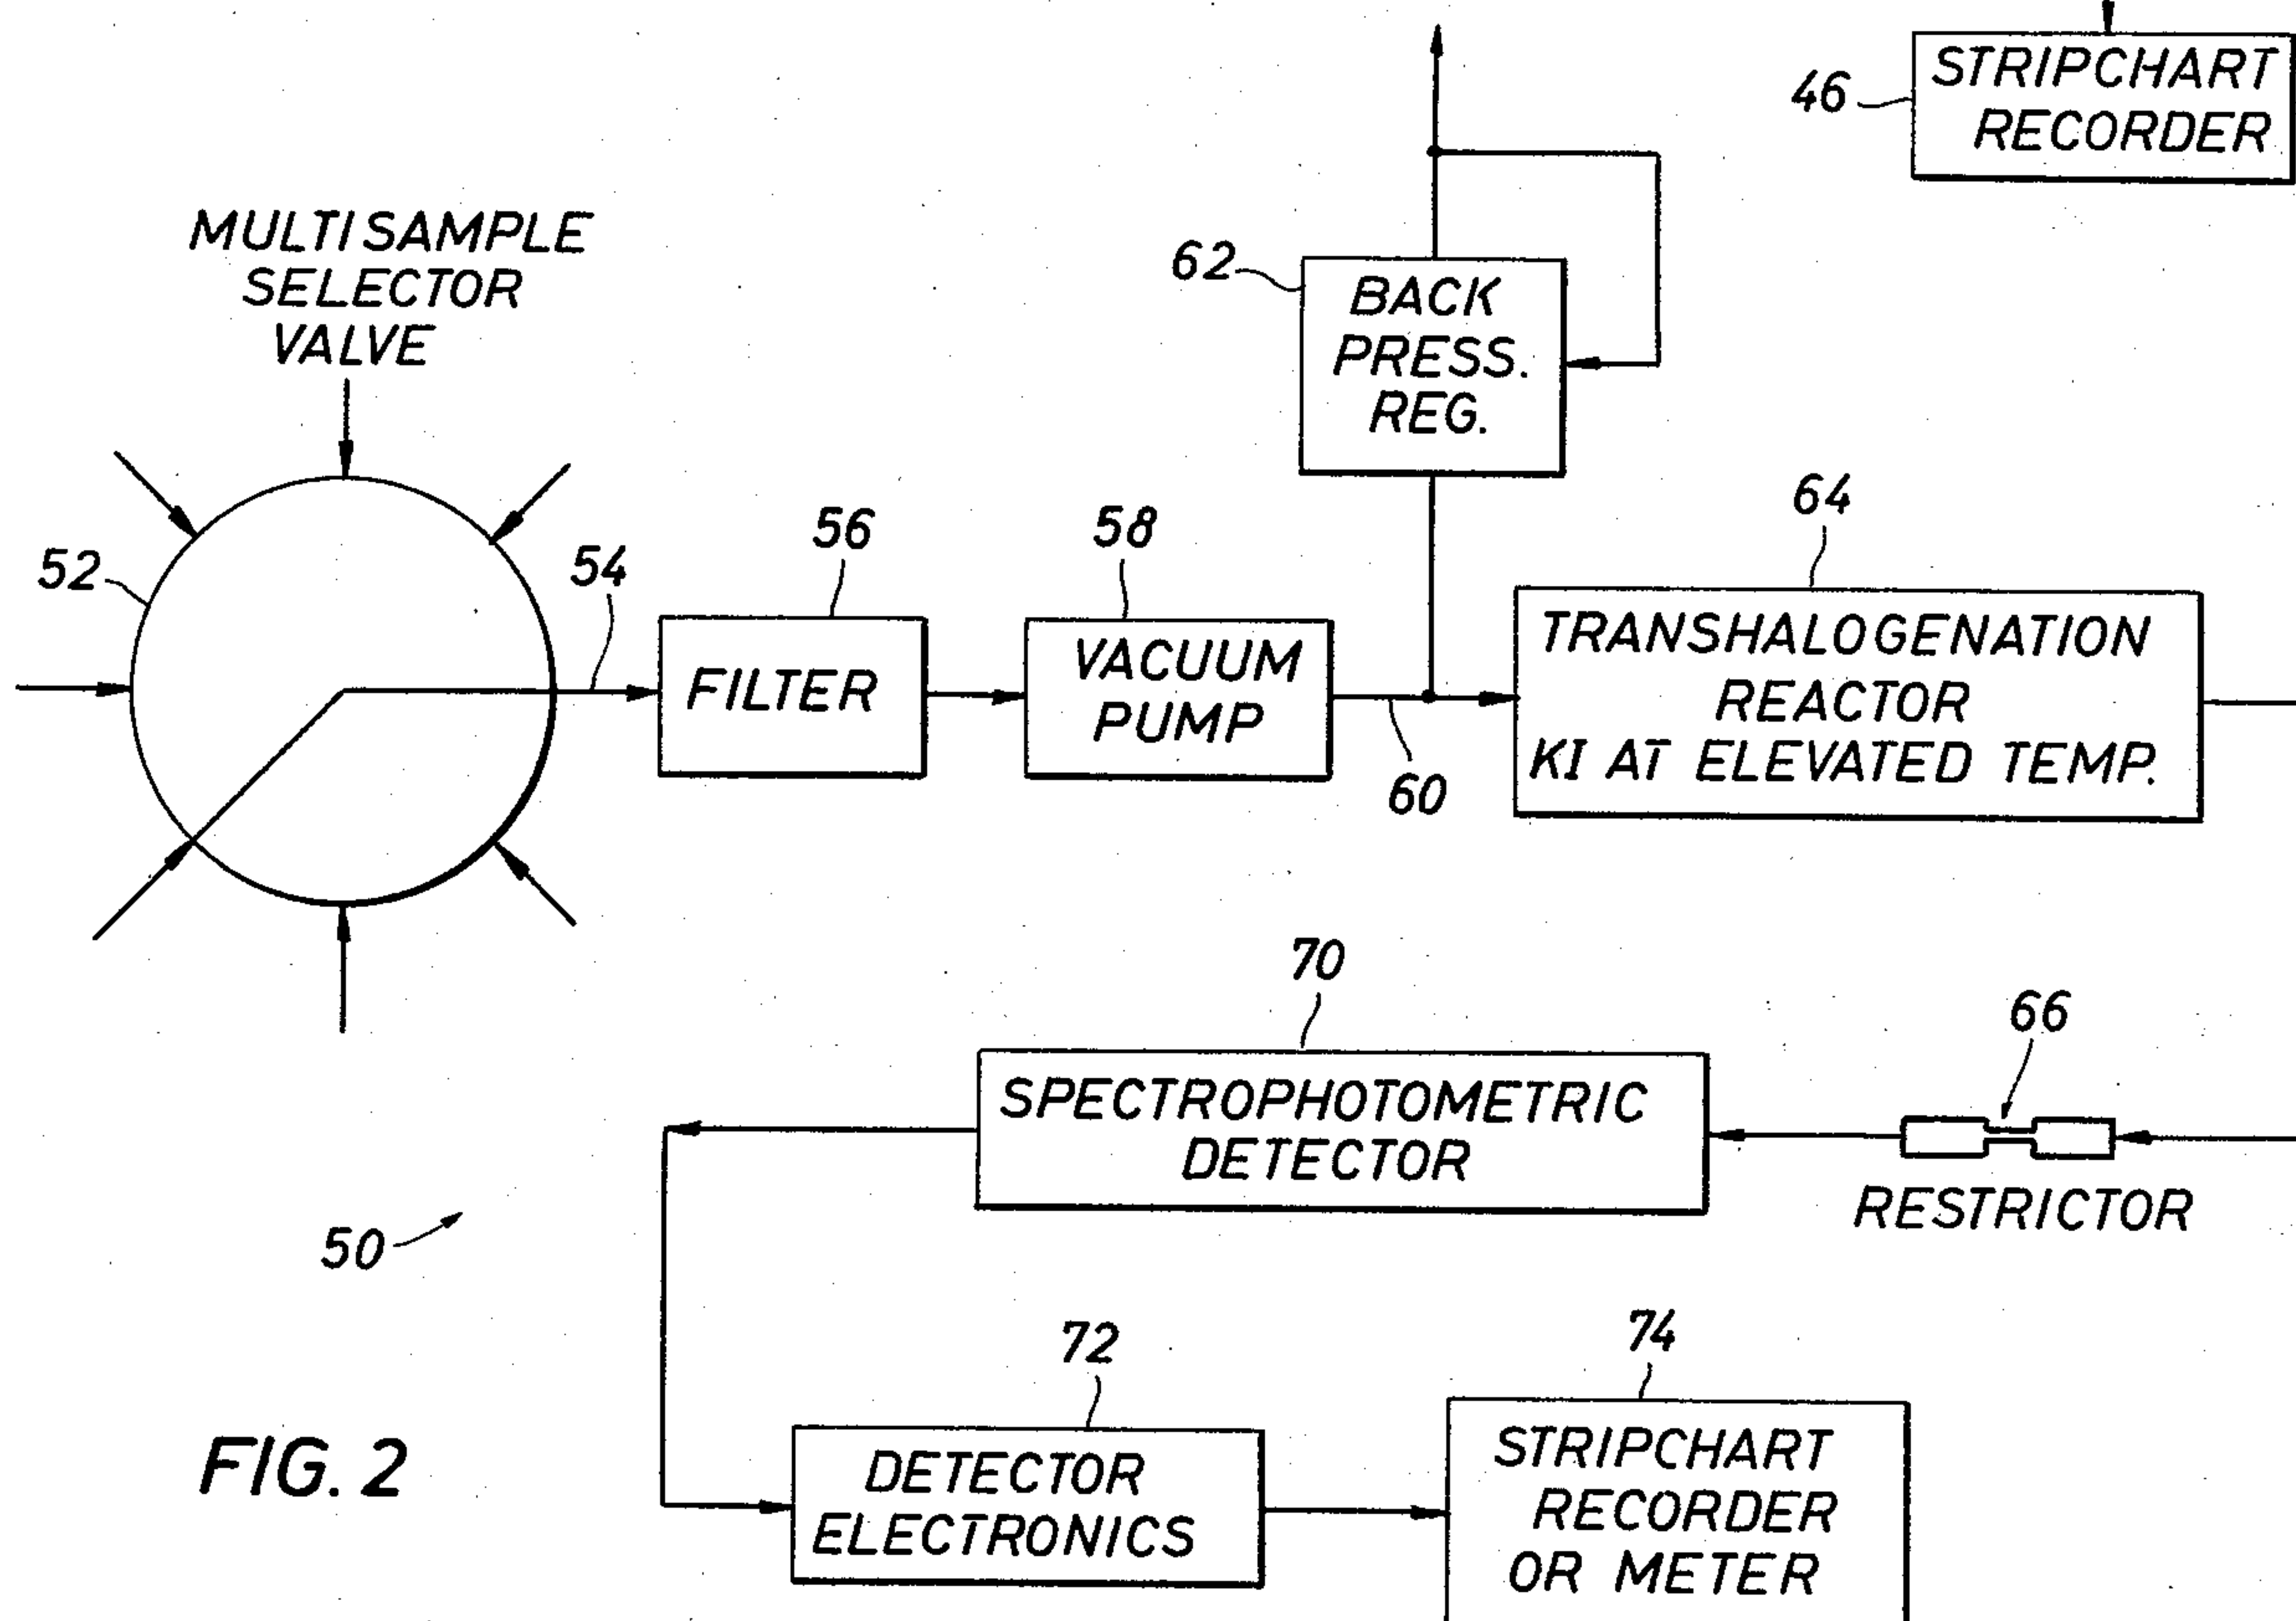 46
STRIPCHART
RECORDER
MULTISAMPLE
SELECTOR
VALVE
62
BACK
PRESS.
REG.
52
54
56
FILTER
58
VACUUM
PUMP
60
64
TRANSHALOGENATION
REACTOR
KI AT ELEVATED TEMP.
70
SPECTROPHOTOMETRIC
DETECTOR
66
RESTRICTOR
50
72
DETECTOR
ELECTRONICS
74
STRIPCHART
RECORDER
OR METER
FIG. 2